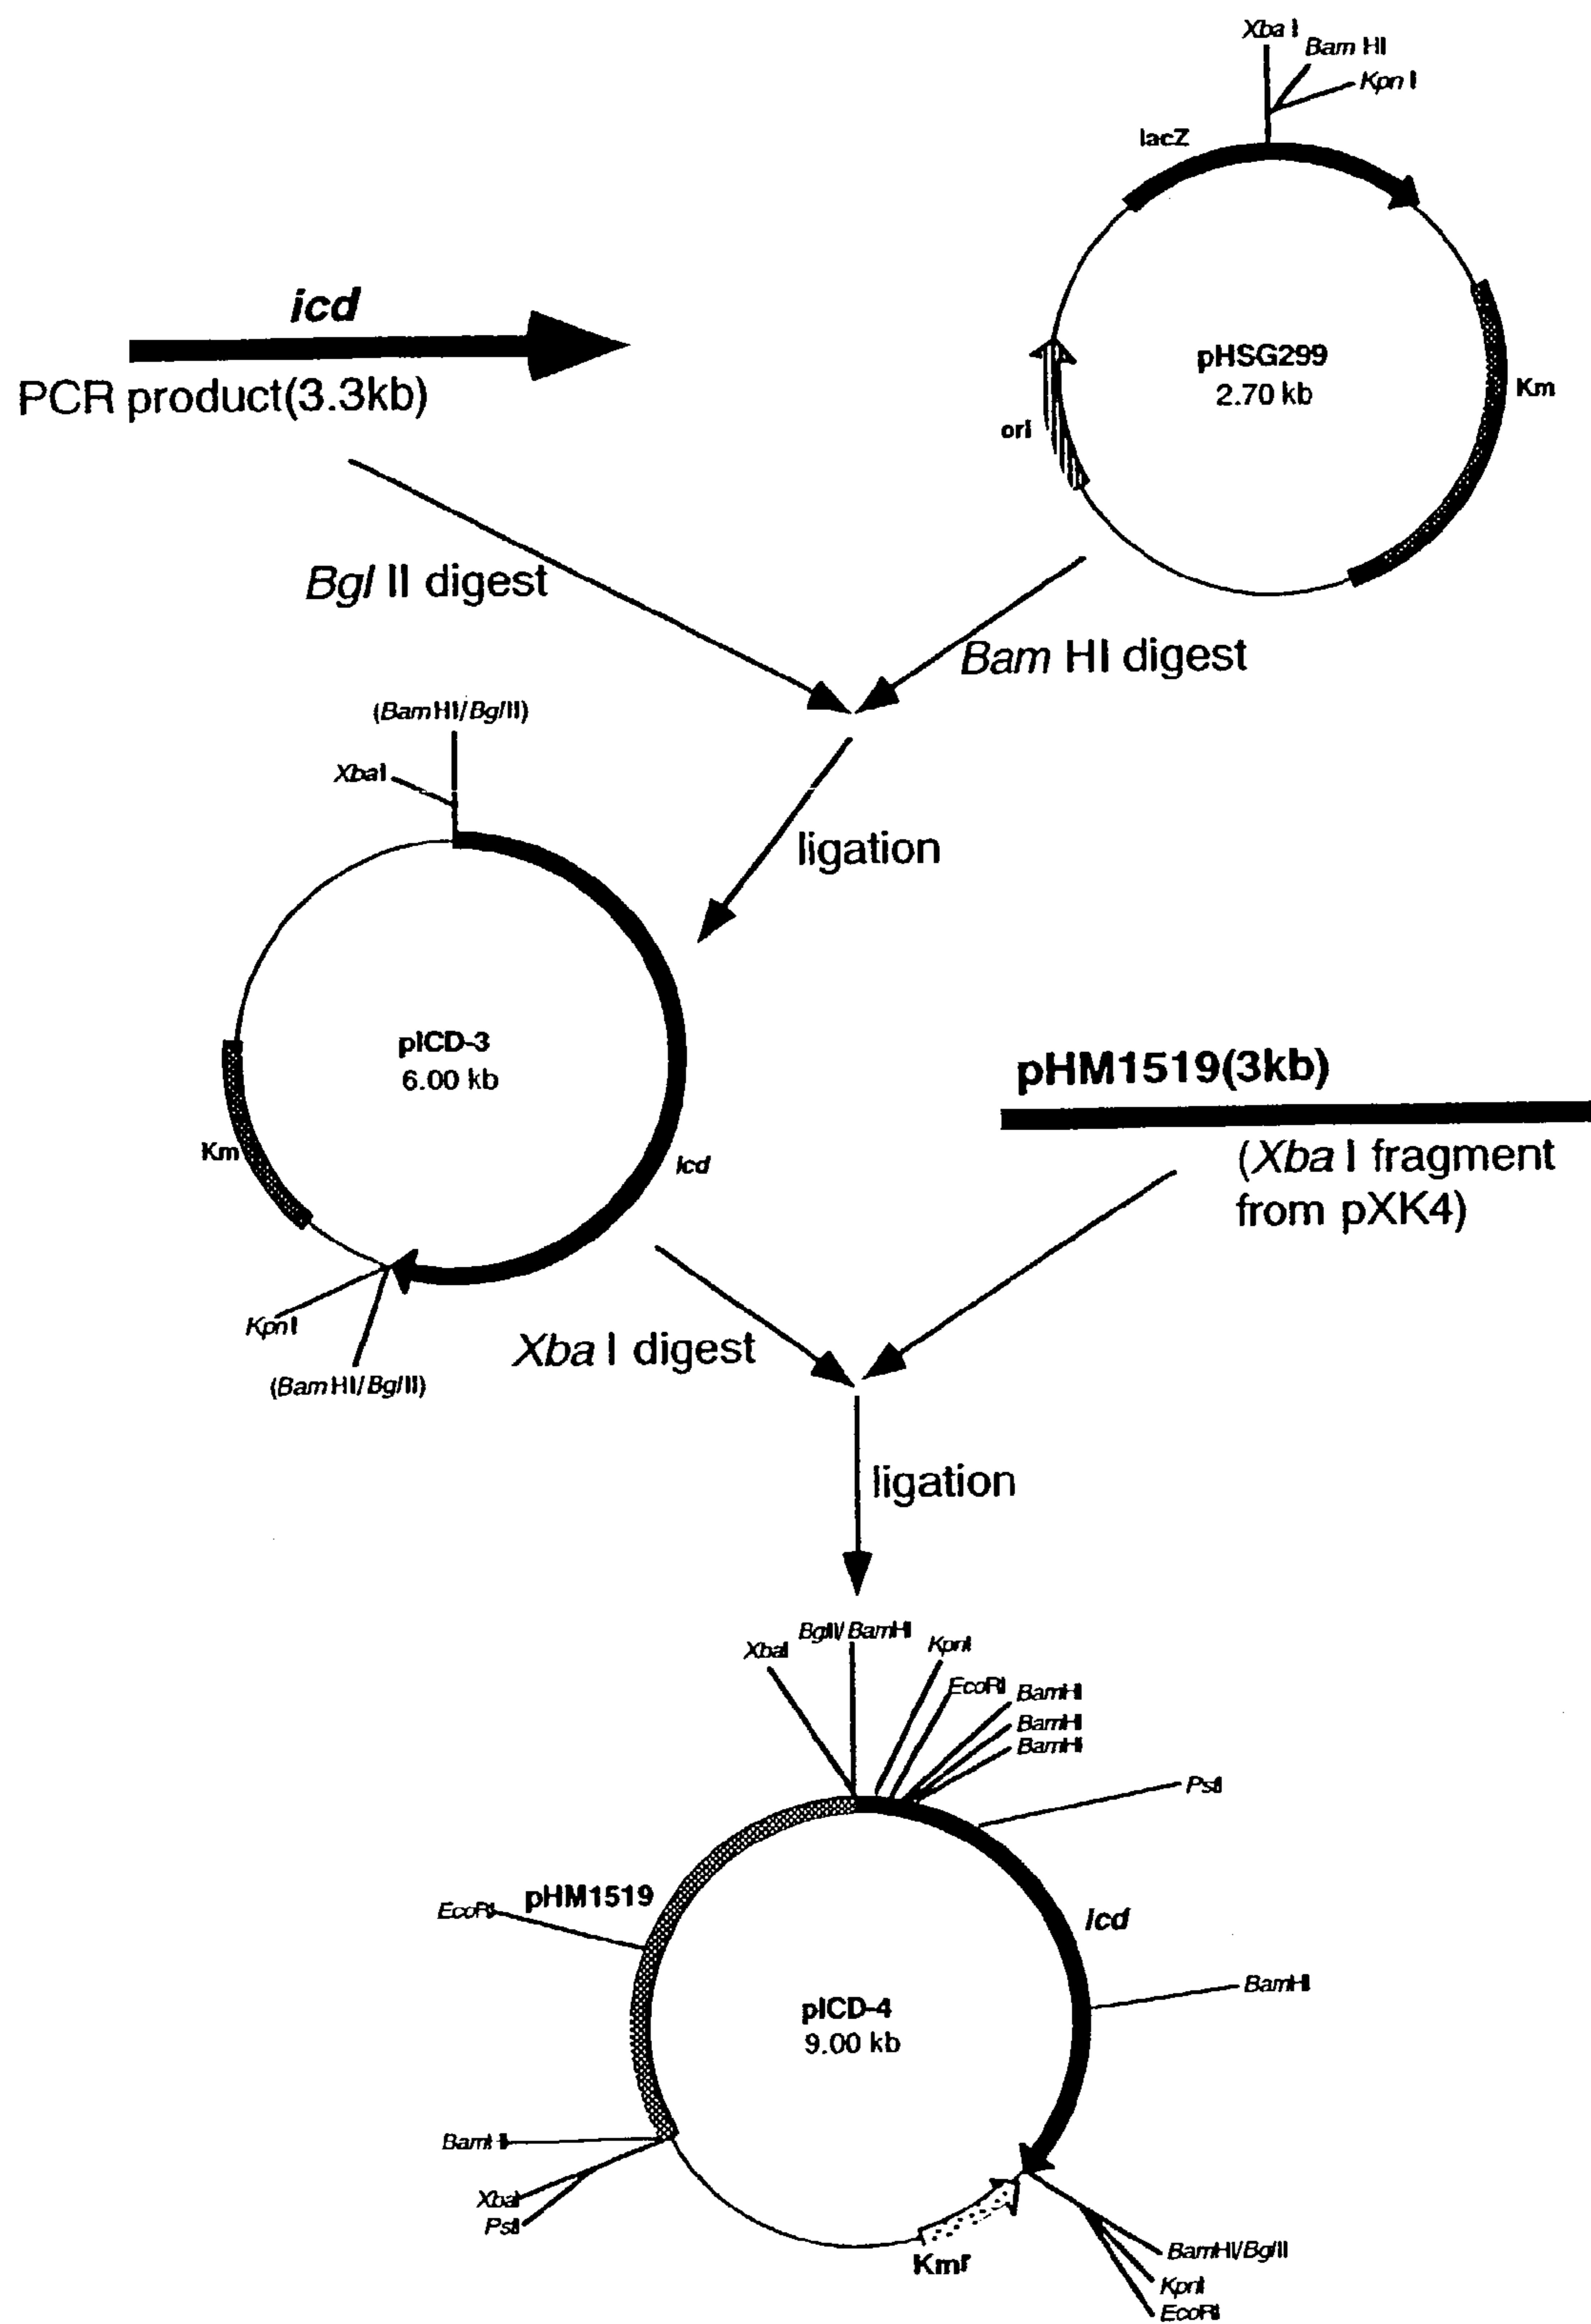 Xba I
Bam HI
Kpn I
lacZ
icd
PCR product(3.3kb)
pHSG299
2.70 kb
Km
ori
Bgl II digest
Bam HI digest
(BamHI/BglII)
XbaI
ligation
pICD-3
6.00 kb
pHM1519(3kb)
Km
icd
(Xba I fragment
from pXK4)
KpnI
Xba I digest
(BamHI/BglII)
ligation
BglII/BamHI
XbaI
KpnI
EcoRI
BamHI
BamHI
BamHI
PstI
pHM1519
EcoRI
Icd
BamHI
pICD-4
9.00 kb
BamHI
XbaI
PstI
Kmr
BamHI/BglII
KpnI
EcoRI